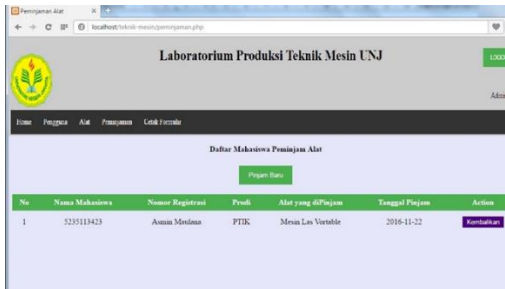 Peminjaman Alat
localhost/teknik-mesin/peminjaman.php
Laboratorium Produksi Teknik Mesin UNJ
Home Pengguna Alat Peminjaman Cetak Formulir
Daftar Mahasiswa Peminjam Alat
Pinjam Baru
No Nama Mahasiswa Nomor Registrasi Prodi Alat yang diPinjam Tanggal Pinjam Action
1 5235113423 Asmin Maulana PTIK Mesin Las Vortable 2016-11-22 Kembalikan